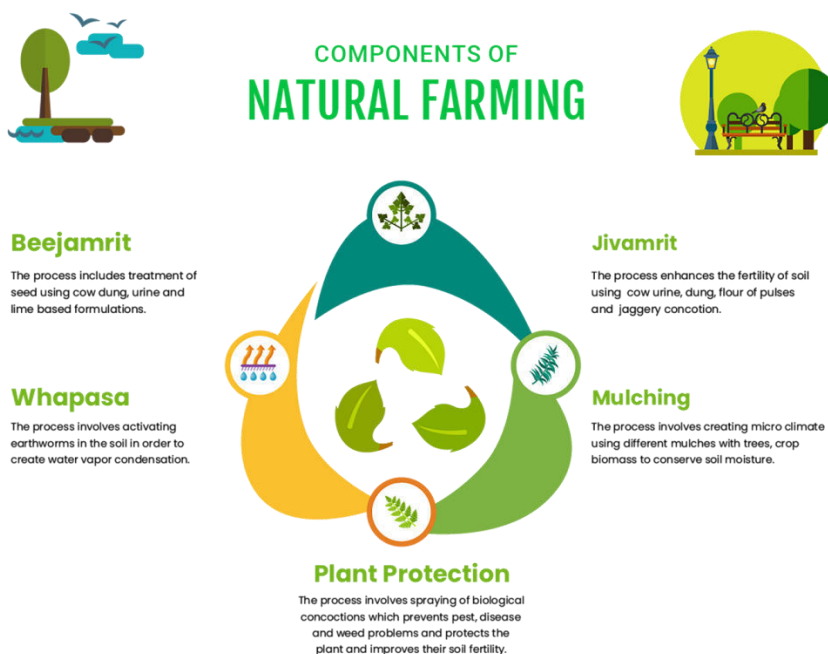 COMPONENTS OF
NATURAL FARMING
Beejamrit
The process includes treatment of
seed using cow dung, urine and
lime based formulations.
Jivamrit
The process enhances the fertility of soil
using cow urine, dung, flour of pulses
and jaggery concotion.
Whapasa
The process involves activating
earthworms in the soil in order to
create water vapor condensation.
Mulching
The process involves creating micro climate
using different mulches with trees, crop
biomass to conserve soil moisture.
Plant Protection
The process involves spraying of biological
concoctions which prevents pest, disease
and weed problems and protects the
plant and improves their soil fertility.